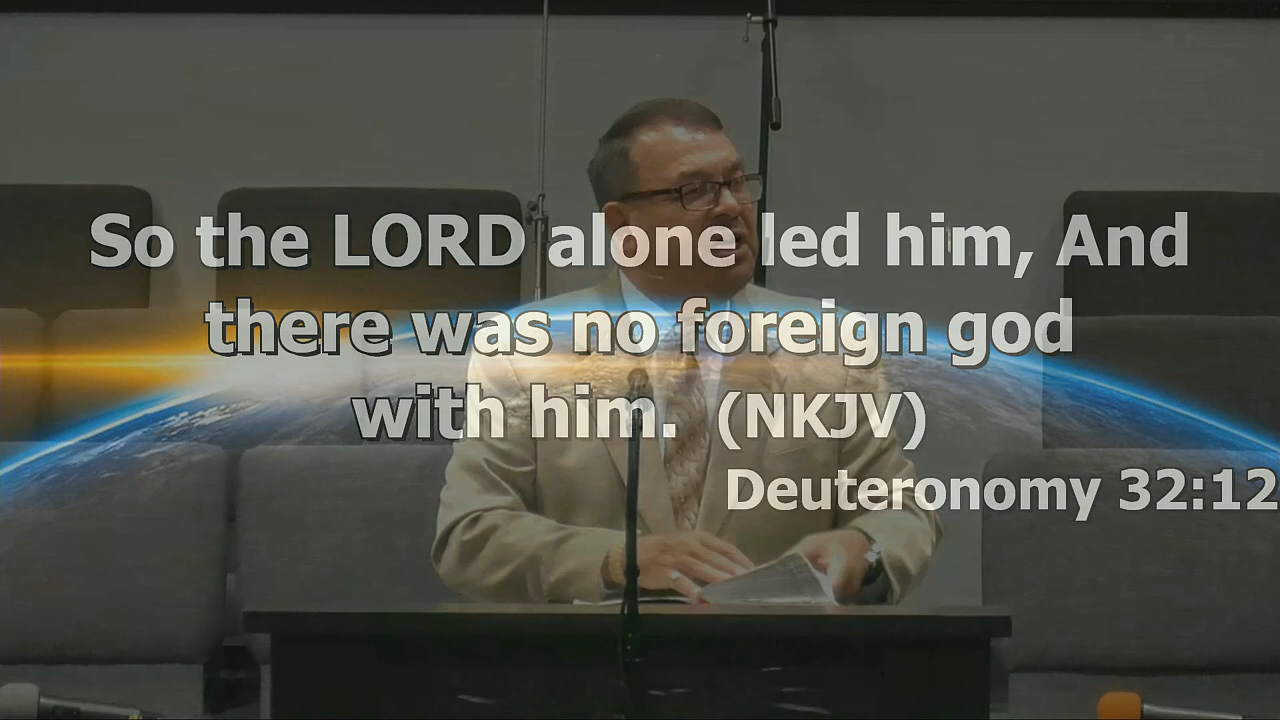 So the LORD alone led him, And
there was no foreign god
with him. (NKJV)
Deuteronomy 32:12